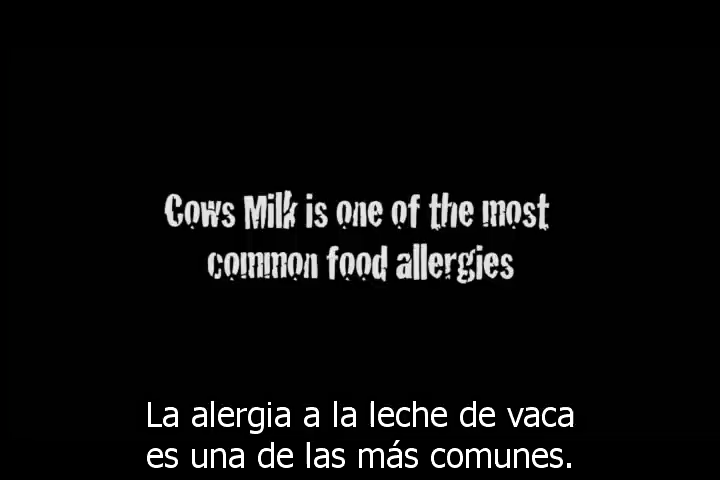 Cows Milk is one of the most
common food allergies
La alergia a la leche de vaca
es una de las más comunes.